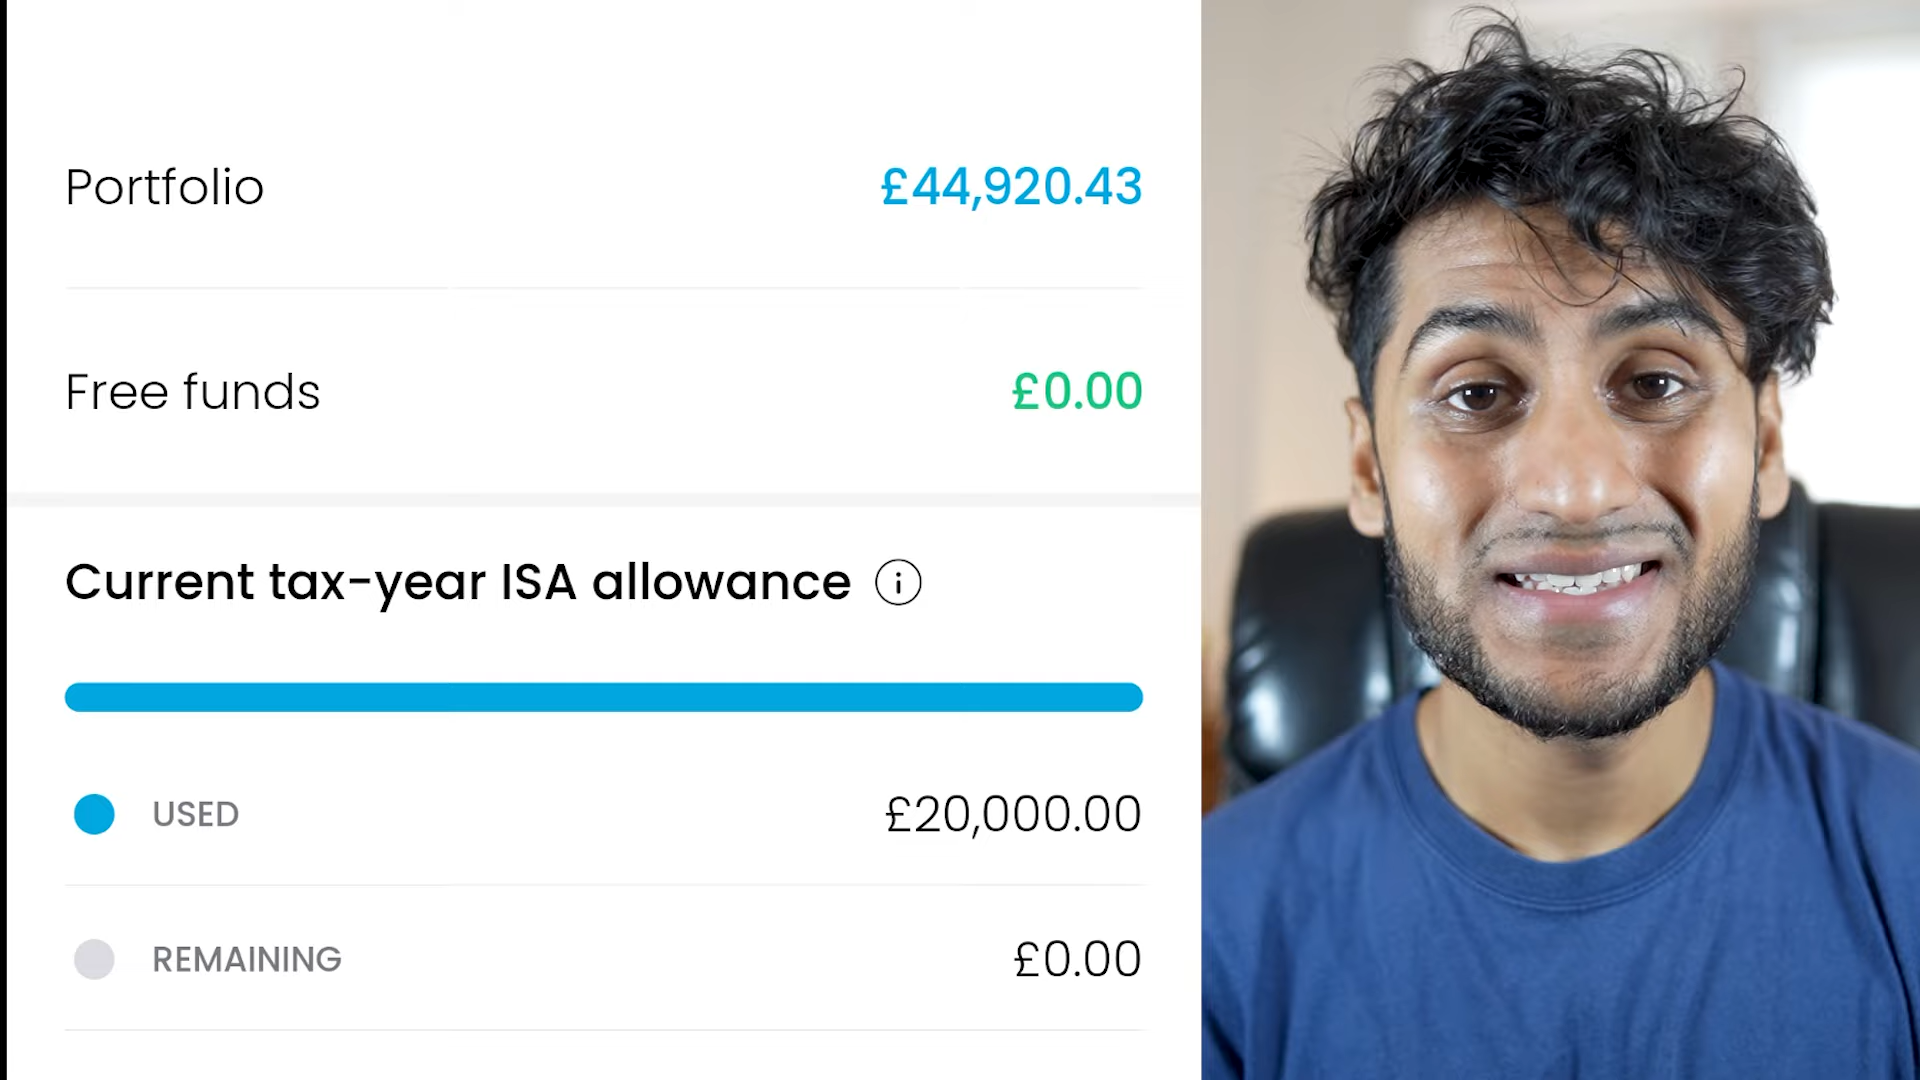 Portfolio £44,920.43
Free funds £0.00
Current tax-year ISA allowance
USED £20,000.00
REMAINING £0.00